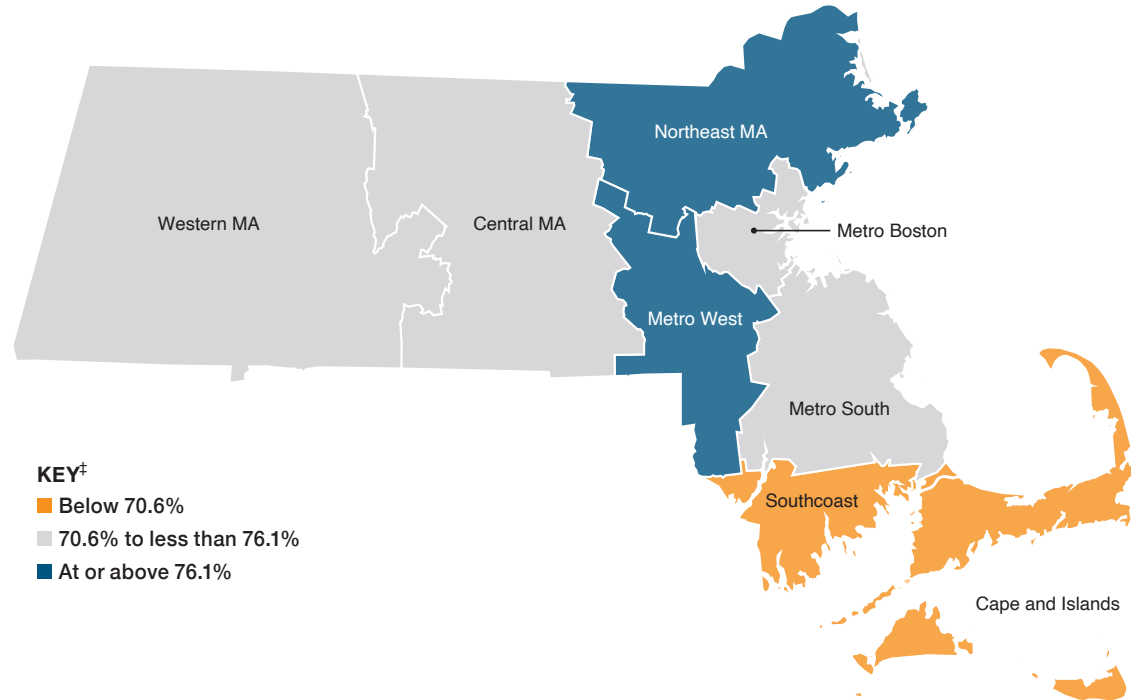 Northeast MA
Western MA
Central MA
Metro Boston
Metro West
Metro South
KEY‡
Below 70.6%
70.6% to less than 76.1%
At or above 76.1%
Southcoast
Cape and Islands